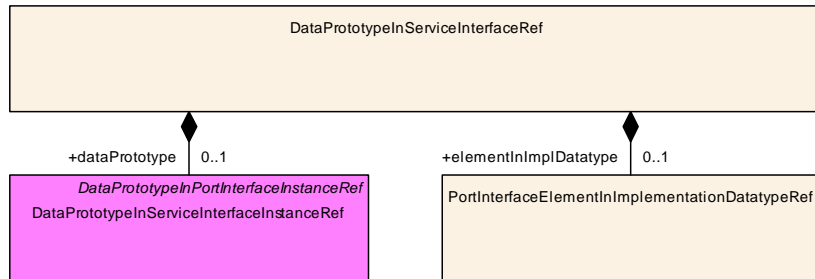 DataPrototypeInServiceInterfaceRef
+dataPrototype 0..1
+elementInImplDatatype 0..1
DataPrototypeInPortInterfaceInstanceRef
DataPrototypeInServiceInterfaceInstanceRef
PortInterfaceElementInImplementationDatatypeRef